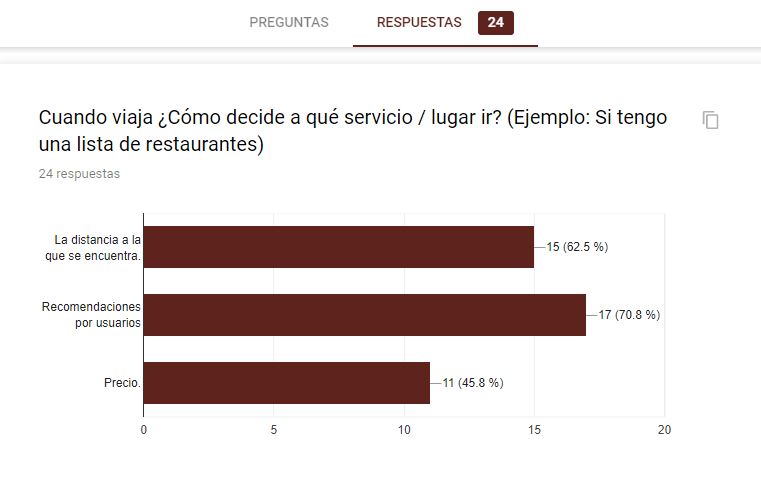 PREGUNTAS RESPUESTAS 24
Cuando viaja ¿Cómo decide a qué servicio / lugar ir? (Ejemplo: Si tengo
una lista de restaurantes)
24 respuestas
La distancia a la
que se encuentra.
15 (62.5 %)
Recomendaciones
por usuarios
17 (70.8 %)
Precio.
11 (45.8 %)
0 5 10 15 20